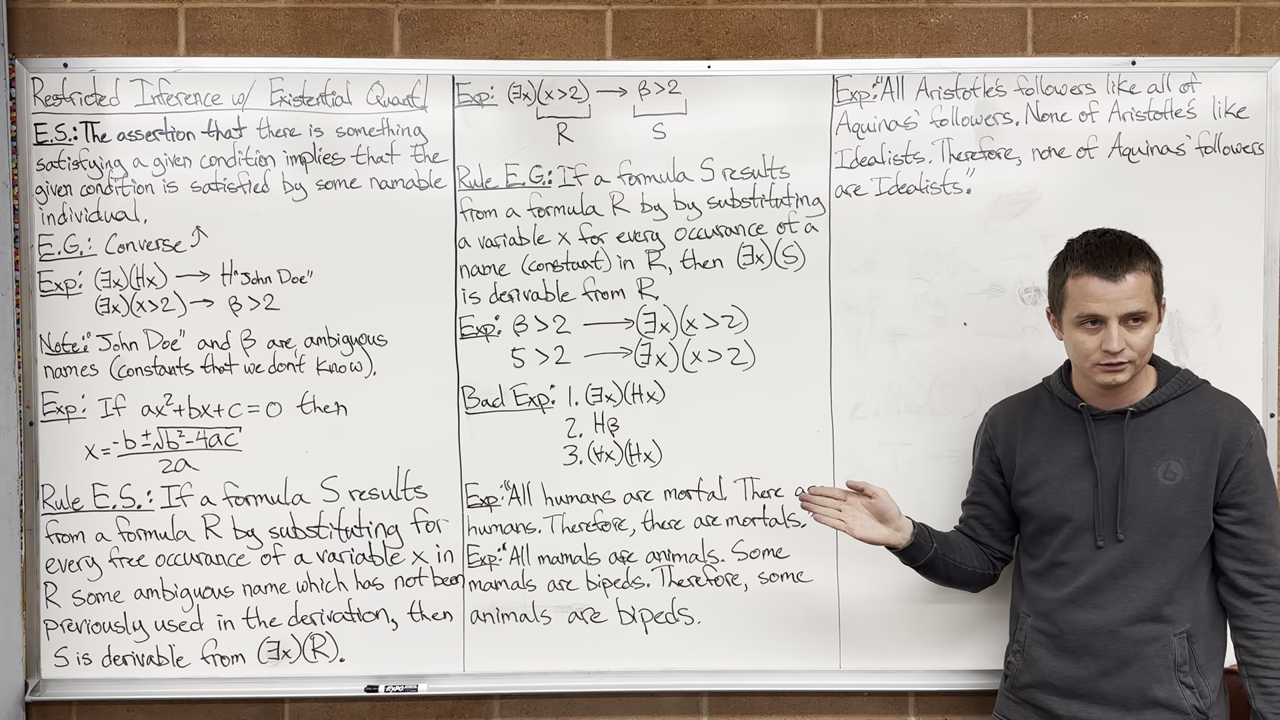 Restricted Inference w/ Existential Quant.
E.S.: The assertion that there is something
satisfying a given condition implies that the
given condition is satisfied by some namable
individual.
E.G.: Converse ↑
Exp: (∃x)(Hx) → H"John Doe"
(∃x)(x>2) → β>2
Note: "John Doe" and β are ambiguous
names (constants that we don't know).
Exp: If ax²+bx+c=0 then
x = -b ± √b²-4ac
2a
Rule E.S.: If a formula S results
from a formula R by substituting for
every free occurance of a variable x in
R some ambiguous name which has not been
previously used in the derivation, then
S is derivable from (∃x)(R).
Exp: (∃x)(x>2) → β>2
R S
Rule E.G.: If a formula S results
from a formula R by by substituting
a variable x for every occurance of a
name (constant) in R, then (∃x)(S)
is derivable from R.
Exp: β>2 → (∃x)(x>2)
5>2 → (∃x)(x>2)
Bad Exp: 1. (∃x)(Hx)
2. Hβ
3. (∀x)(Hx)
Exp: "All humans are mortal. There
humans. Therefore, there are mortals.
Exp: "All mamals are animals. Some
mamals are bipeds. Therefore, some
animals are bipeds.
Exp: "All Aristotle's followers like all of
Aquinas' followers. None of Aristotle's like
Idealists. Therefore, none of Aquinas' followers
are Idealists."
EXPO